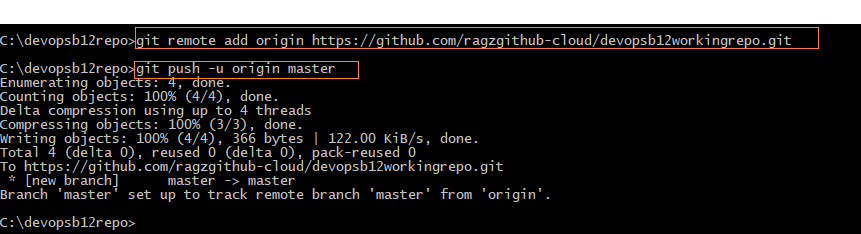 C:\devopsb12repo>git remote add origin https://github.com/ragzgithub-cloud/devopsb12workingrepo.git
C:\devopsb12repo>git push -u origin master
Enumerating objects: 4, done.
Counting objects: 100% (4/4), done.
Delta compression using up to 4 threads
Compressing objects: 100% (3/3), done.
Writing objects: 100% (4/4), 366 bytes | 122.00 KiB/s, done.
Total 4 (delta 0), reused 0 (delta 0), pack-reused 0
To https://github.com/ragzgithub-cloud/devopsb12workingrepo.git
 * [new branch]      master -> master
Branch 'master' set up to track remote branch 'master' from 'origin'.
C:\devopsb12repo>